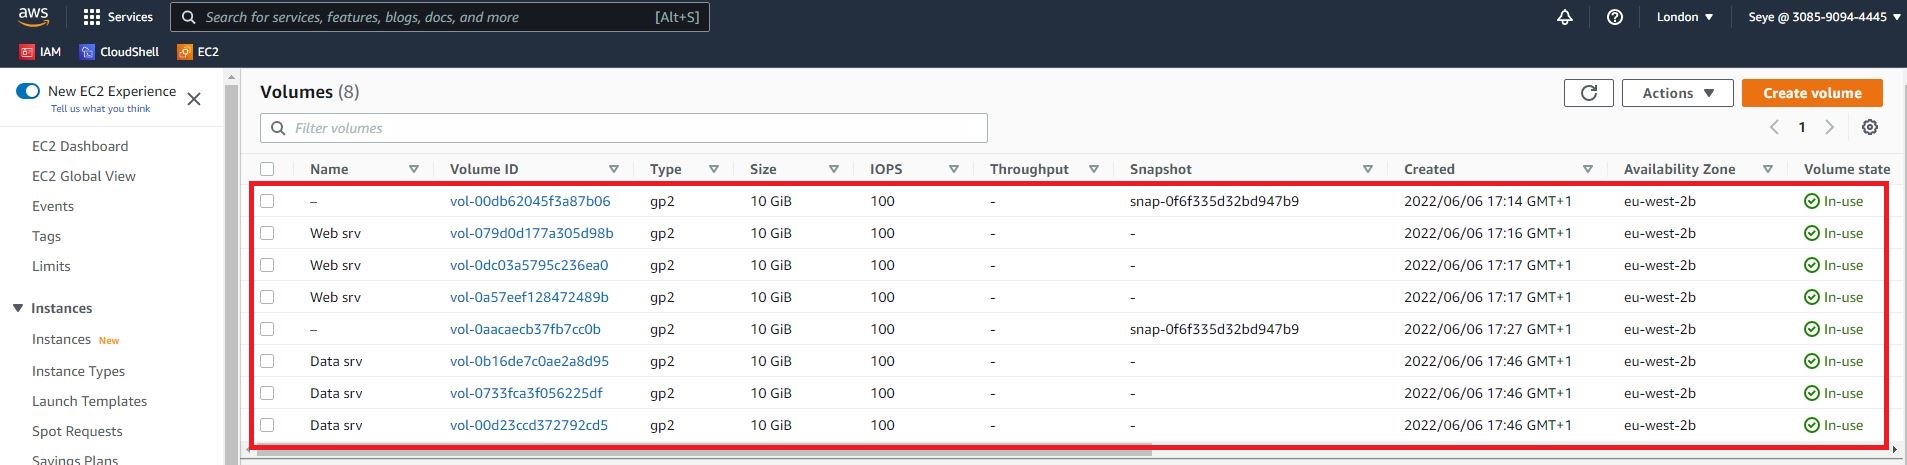 aws Services Search for services, features, blogs, docs, and more [Alt+S] London Seye @ 3085-9094-4445
IAM CloudShell EC2
New EC2 Experience
Tell us what you think
EC2 Dashboard
EC2 Global View
Events
Tags
Limits
Instances
Instances New
Instance Types
Launch Templates
Spot Requests
Savings Plans
Volumes (8) Actions Create volume
Filter volumes 1
Name Volume ID Type Size IOPS Throughput Snapshot Created Availability Zone Volume state
– vol-00db62045f3a87b06 gp2 10 GiB 100 - snap-0f6f335d32bd947b9 2022/06/06 17:14 GMT+1 eu-west-2b In-use
Web srv vol-079d0d177a305d98b gp2 10 GiB 100 - - 2022/06/06 17:16 GMT+1 eu-west-2b In-use
Web srv vol-0dc03a5795c236ea0 gp2 10 GiB 100 - - 2022/06/06 17:17 GMT+1 eu-west-2b In-use
Web srv vol-0a57eef128472489b gp2 10 GiB 100 - - 2022/06/06 17:17 GMT+1 eu-west-2b In-use
– vol-0aacaecb37fb7cc0b gp2 10 GiB 100 - snap-0f6f335d32bd947b9 2022/06/06 17:27 GMT+1 eu-west-2b In-use
Data srv vol-0b16de7c0ae2a8d95 gp2 10 GiB 100 - - 2022/06/06 17:46 GMT+1 eu-west-2b In-use
Data srv vol-0733fca3f056225df gp2 10 GiB 100 - - 2022/06/06 17:46 GMT+1 eu-west-2b In-use
Data srv vol-00d23ccd372792cd5 gp2 10 GiB 100 - - 2022/06/06 17:46 GMT+1 eu-west-2b In-use